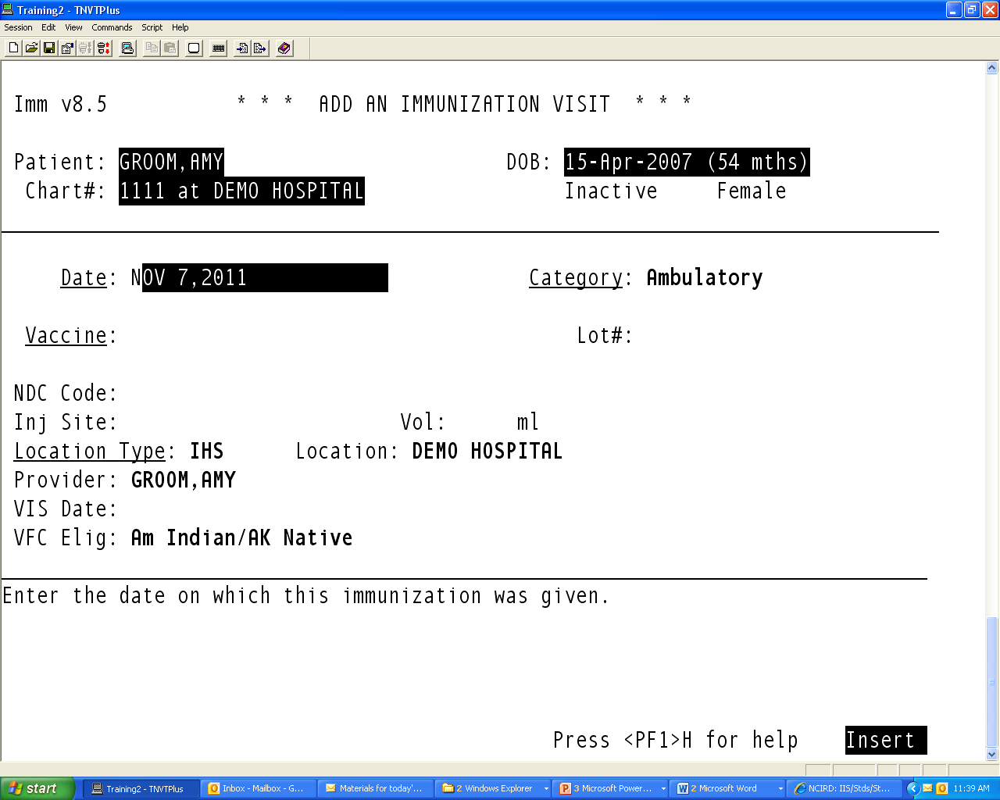 Training2 - TNVTPlus
Session Edit View Commands Script Help
Imm v8.5 * * * ADD AN IMMUNIZATION VISIT * * *
Patient: GROOM,AMY DOB: 15-Apr-2007 (54 mths)
Chart#: 1111 at DEMO HOSPITAL Inactive Female
Date: NOV 7,2011 Category: Ambulatory
Vaccine: Lot#:
NDC Code:
Inj Site: Vol: ml
Location Type: IHS Location: DEMO HOSPITAL
Provider: GROOM,AMY
VIS Date:
VFC Elig: Am Indian/AK Native
Enter the date on which this immunization was given.
Press <PF1>H for help Insert
start Training2 - TNVTPlus Inbox - Mailbox - G... Materials for today'... 2 Windows Explorer 3 Microsoft Power... 2 Microsoft Word NCIRD: IIS/Stds/St... 11:39 AM